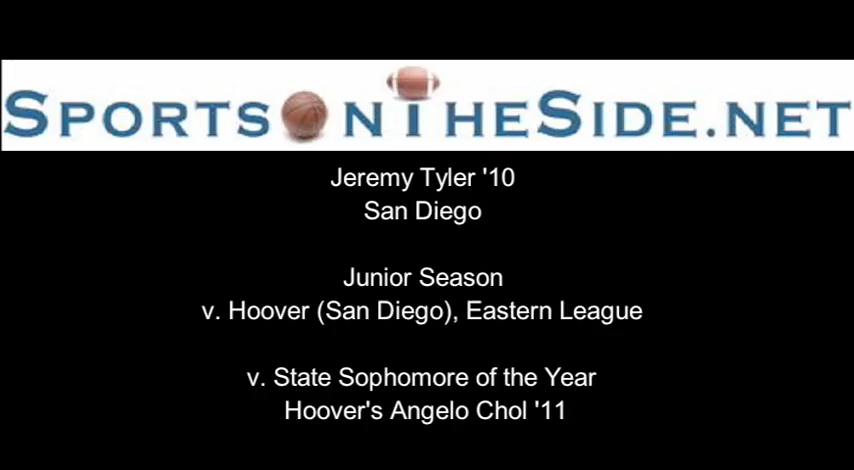 SPORTSONTHESIDE.NET
Jeremy Tyler '10
San Diego
Junior Season
v. Hoover (San Diego), Eastern League
v. State Sophomore of the Year
Hoover's Angelo Chol '11